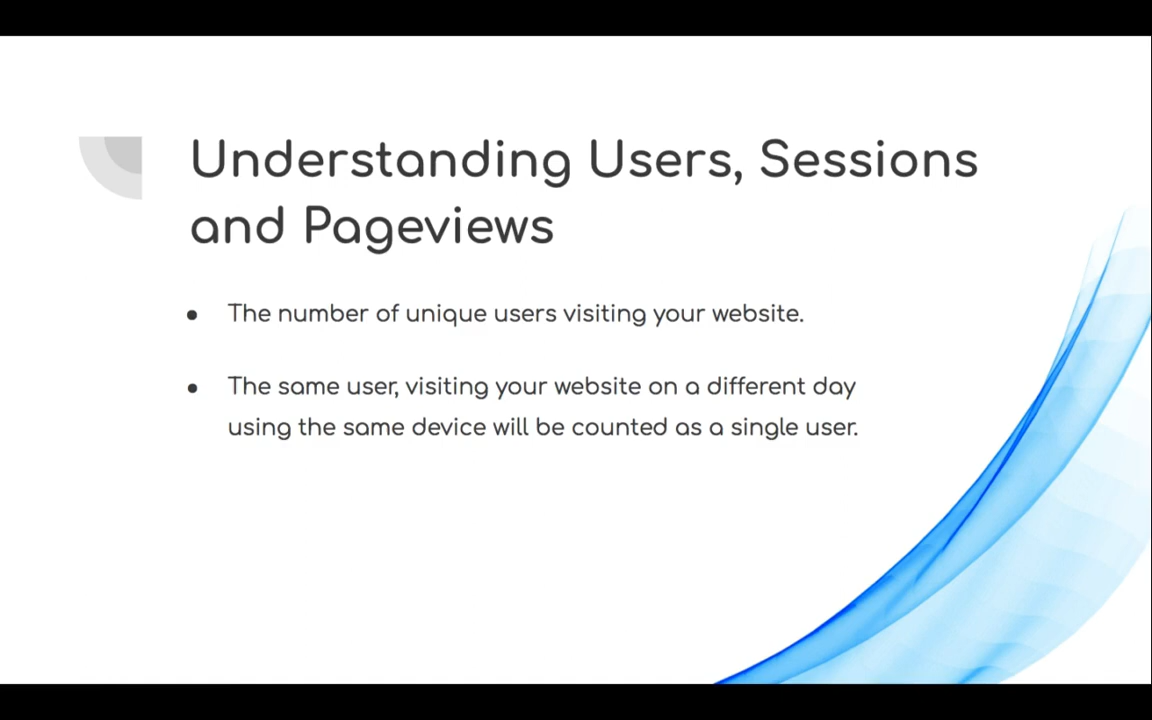 Understanding Users, Sessions
and Pageviews
● The number of unique users visiting your website.
● The same user, visiting your website on a different day
using the same device will be counted as a single user.